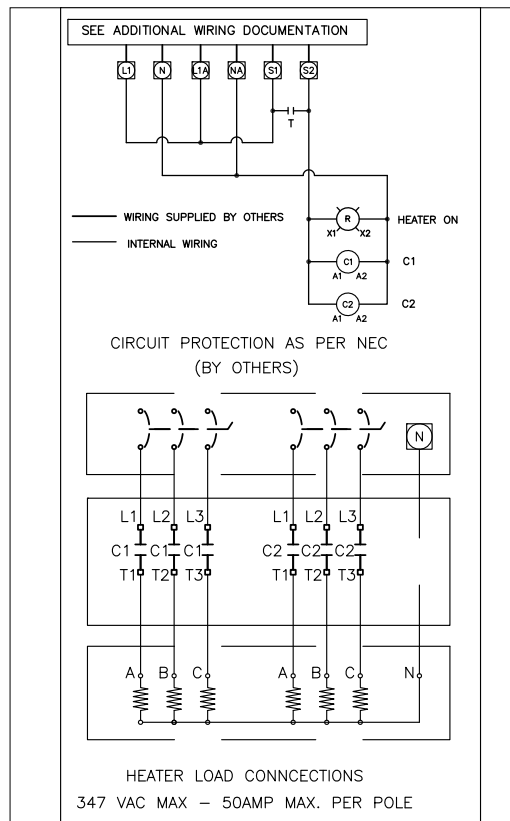 SEE ADDITIONAL WIRING DOCUMENTATION
L1 N L1A NA S1 S2
T
WIRING SUPPLIED BY OTHERS
INTERNAL WIRING
R
X1 X2
HEATER ON
C1
A1 A2
C1
C2
A1 A2
C2
CIRCUIT PROTECTION AS PER NEC
(BY OTHERS)
N
L1 L2 L3 L1 L2 L3
C1 C1 C1 C2 C2 C2
T1 T2 T3 T1 T2 T3
A B C A B C N
HEATER LOAD CONNCECTIONS
347 VAC MAX – 50AMP MAX. PER POLE